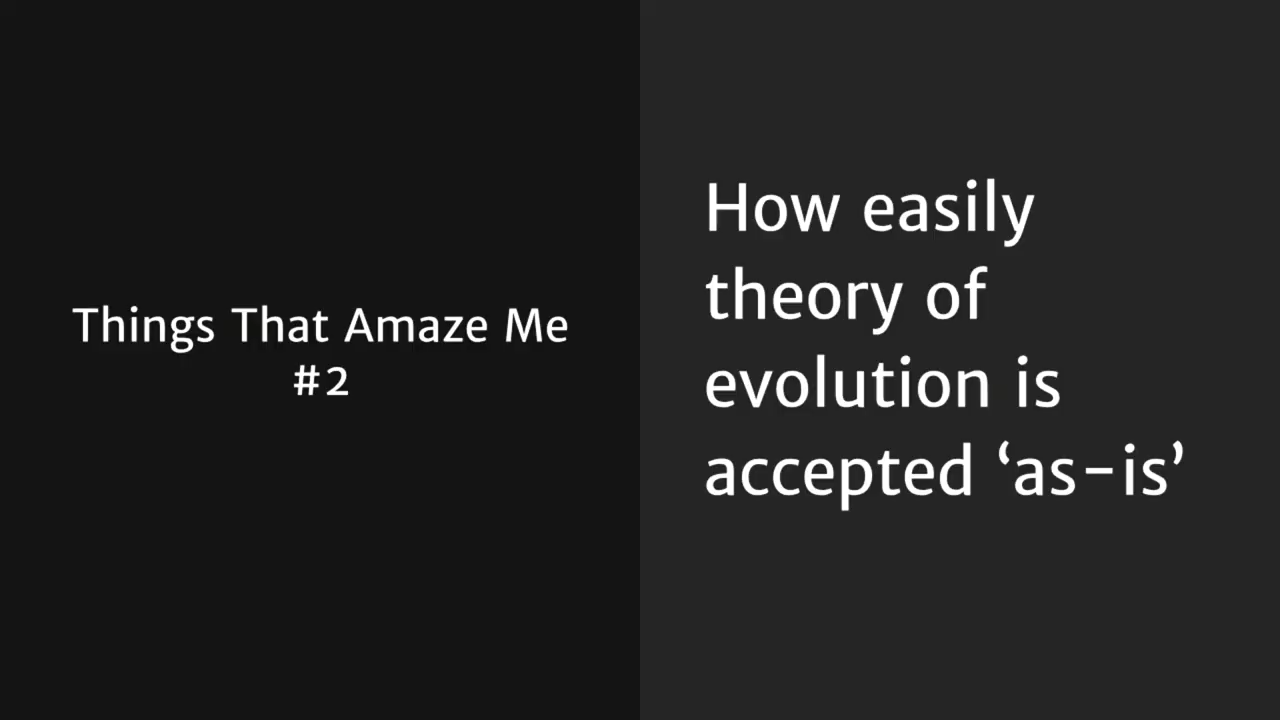 Things That Amaze Me
#2
How easily
theory of
evolution is
accepted ‘as-is’